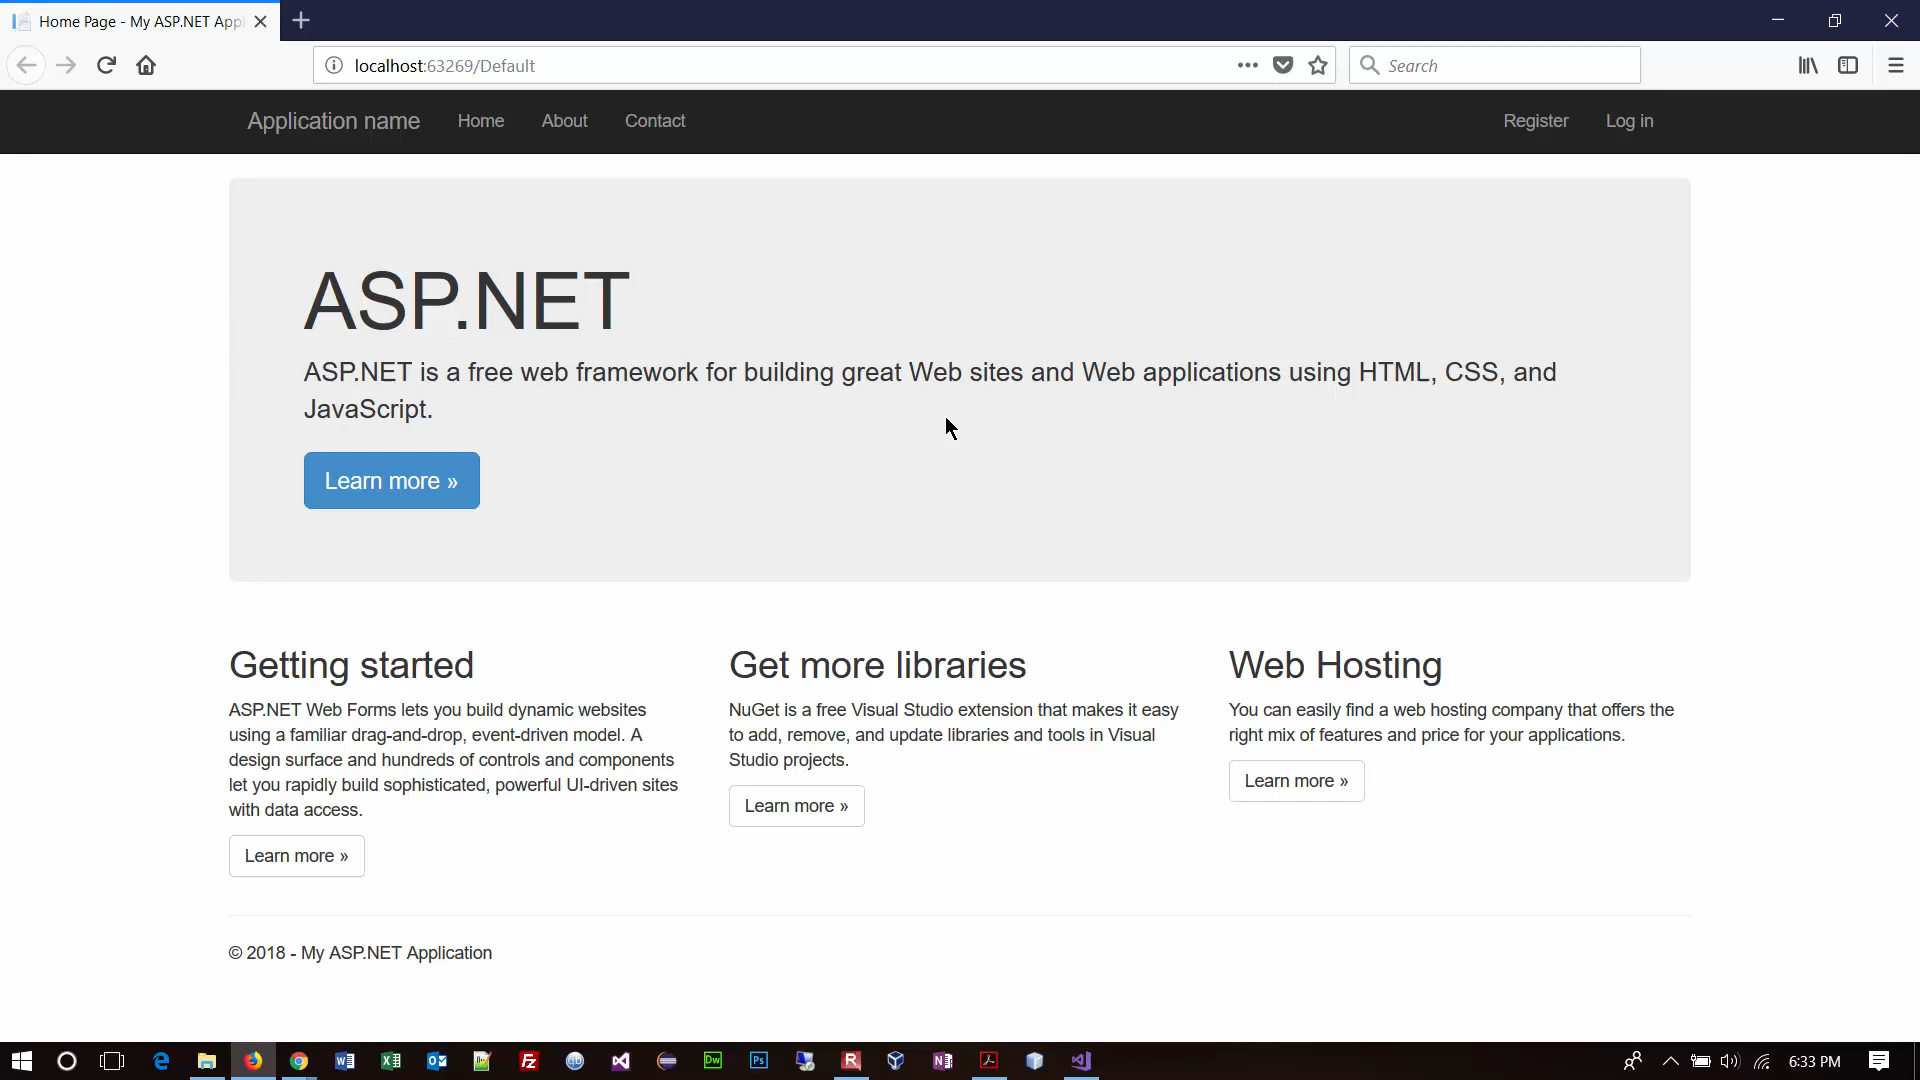 Home Page - My ASP.NET Appl
localhost:63269/Default
Search
Application name
Home
About
Contact
Register
Log in
ASP.NET
ASP.NET is a free web framework for building great Web sites and Web applications using HTML, CSS, and
JavaScript.
Learn more »
Getting started
ASP.NET Web Forms lets you build dynamic websites
using a familiar drag-and-drop, event-driven model. A
design surface and hundreds of controls and components
let you rapidly build sophisticated, powerful UI-driven sites
with data access.
Learn more »
Get more libraries
NuGet is a free Visual Studio extension that makes it easy
to add, remove, and update libraries and tools in Visual
Studio projects.
Learn more »
Web Hosting
You can easily find a web hosting company that offers the
right mix of features and price for your applications.
Learn more »
© 2018 - My ASP.NET Application
6:33 PM